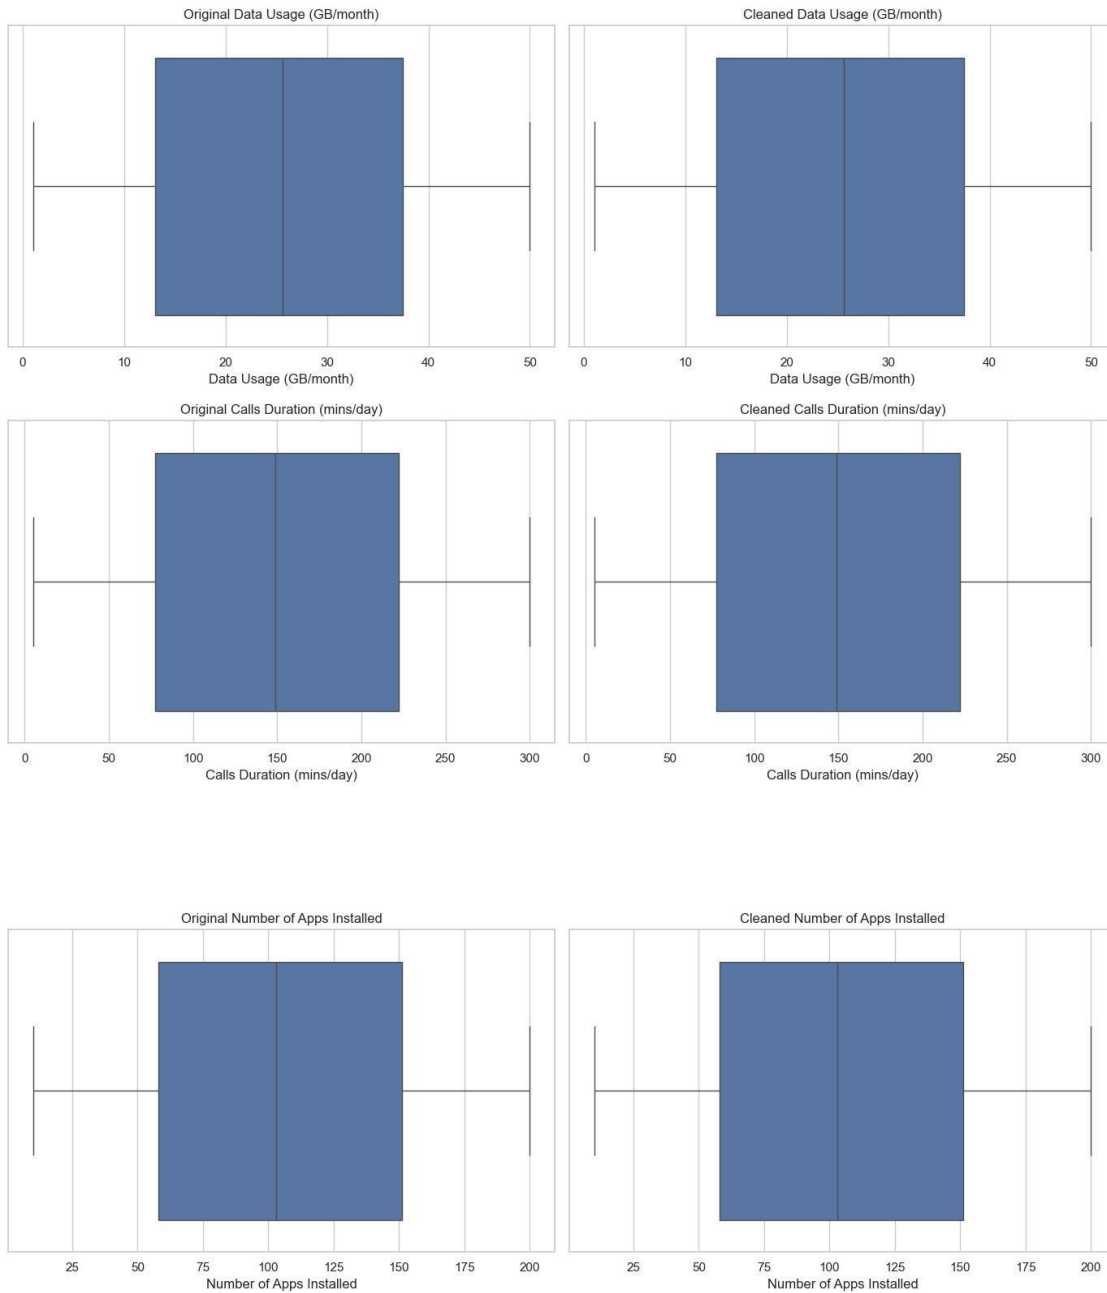 Original Data Usage (GB/month)
Cleaned Data Usage (GB/month)
0 10 20 30 40 50
Data Usage (GB/month)
0 10 20 30 40 50
Data Usage (GB/month)
Original Calls Duration (mins/day)
Cleaned Calls Duration (mins/day)
0 50 100 150 200 250 300
Calls Duration (mins/day)
0 50 100 150 200 250 300
Calls Duration (mins/day)
Original Number of Apps Installed
Cleaned Number of Apps Installed
25 50 75 100 125 150 175 200
Number of Apps Installed
25 50 75 100 125 150 175 200
Number of Apps Installed